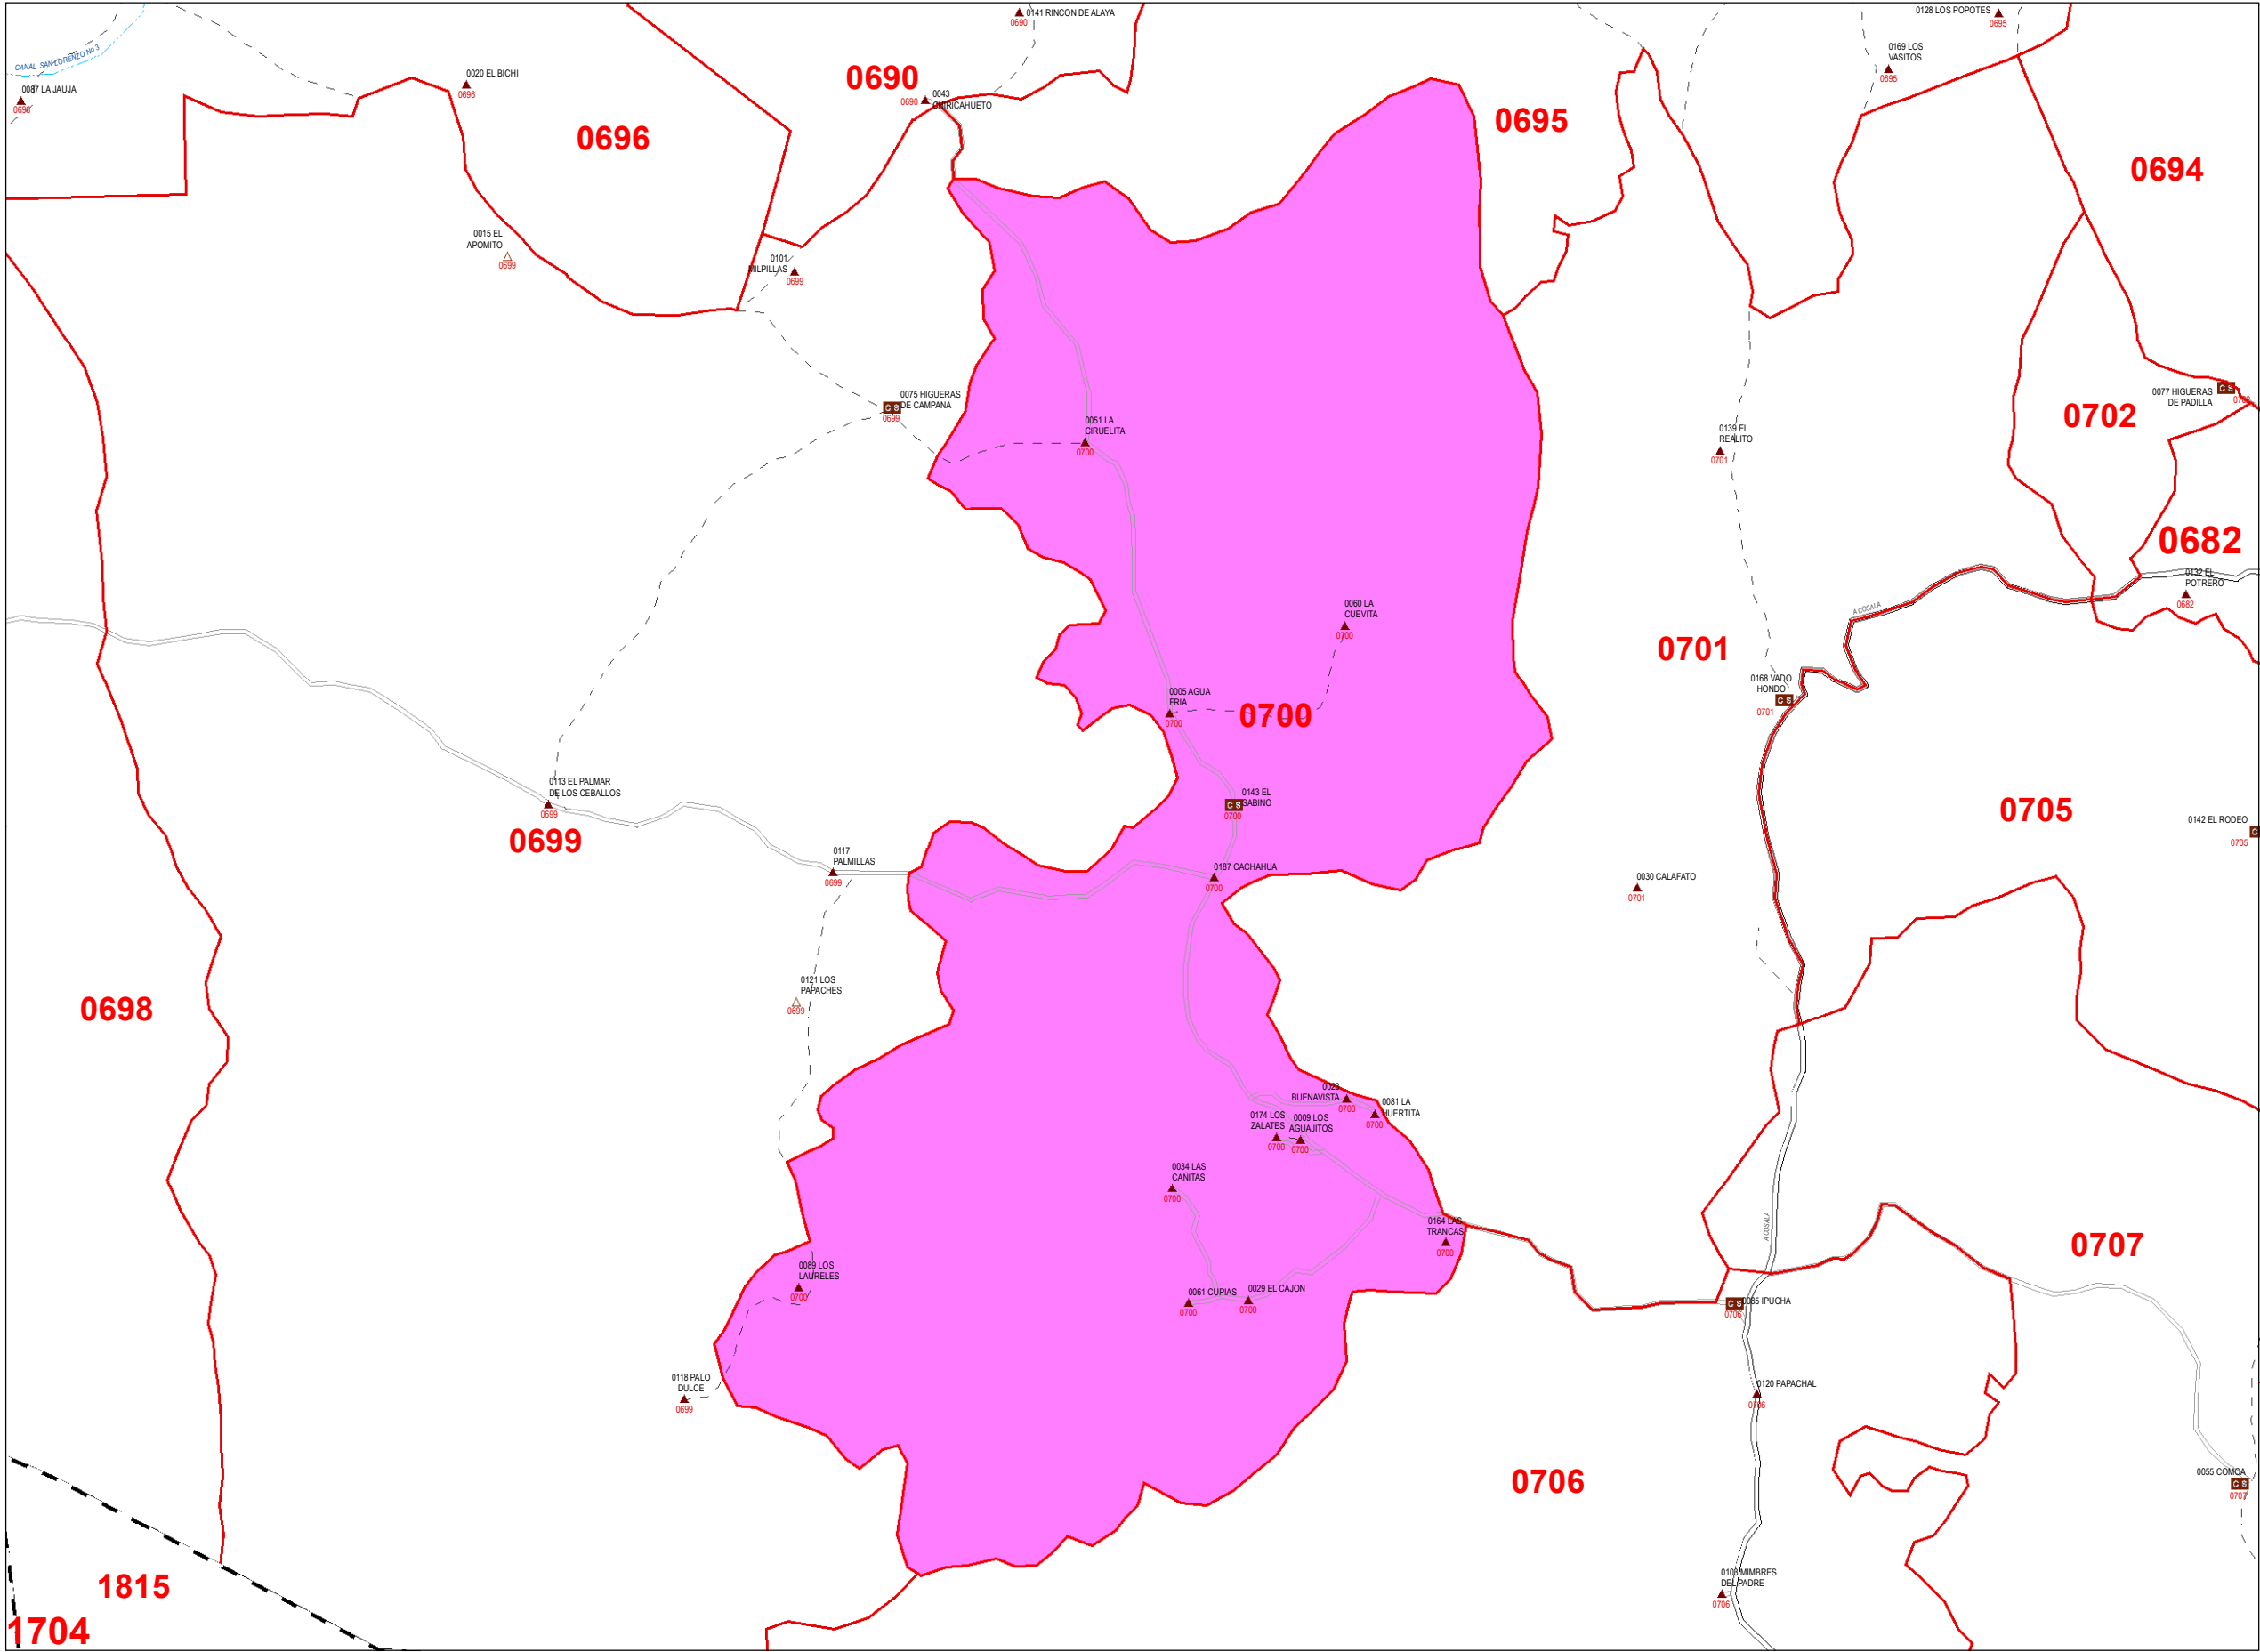 0141 RINCON DE ALAYA
0690
0128 LOS POPOTES
0695
CANAL SAN LORENZO Nº 3
0087 LA JAUJA
0698
0020 EL BICHI
0696
0690
0043
CHIRICAHUETO
0690
0169 LOS
VASITOS
0695
0696
0695
0694
0015 EL
APOMITO
0699
0101
MILPILLAS
0699
0075 HIGUERAS
DE CAMPANA
C S
0699
0051 LA
CIRUELITA
0700
0077 HIGUERAS
DE PADILLA
C S
0702
0139 EL
REALITO
0701
0682
0132 EL
POTRERO
0682
A COSALA
0060 LA
CUEVITA
0700
0701
0168 VADO
HONDO
C S
0701
0005 AGUA
FRIA
0700
0700
0113 EL PALMAR
DE LOS CEBALLOS
0699
0699
0143 EL
SABINO
C S
0700
0705
0142 EL RODEO
C
0705
0117
PALMILLAS
0699
0187 CACHAHUA
0700
0030 CALAFATO
0701
0698
0121 LOS
PAPACHES
0699
0023
BUENAVISTA
0700
0081 LA
HUERTITA
0700
0174 LOS
ZALATES
0700
0009 LOS
AGUAJITOS
0700
0034 LAS
CAÑITAS
0700
0164 LAS
TRANCAS
0700
A COSALA
0707
0089 LOS
LAURELES
0700
0061 CUPIAS
0700
0029 EL CAJON
0700
C S
0085 IPUCHA
0706
0118 PALO
DULCE
0699
0120 PAPACHAL
0706
0706
0055 COMOA
C S
0707
1815
0103 MIMBRES
DEL PADRE
0706
1704
0702